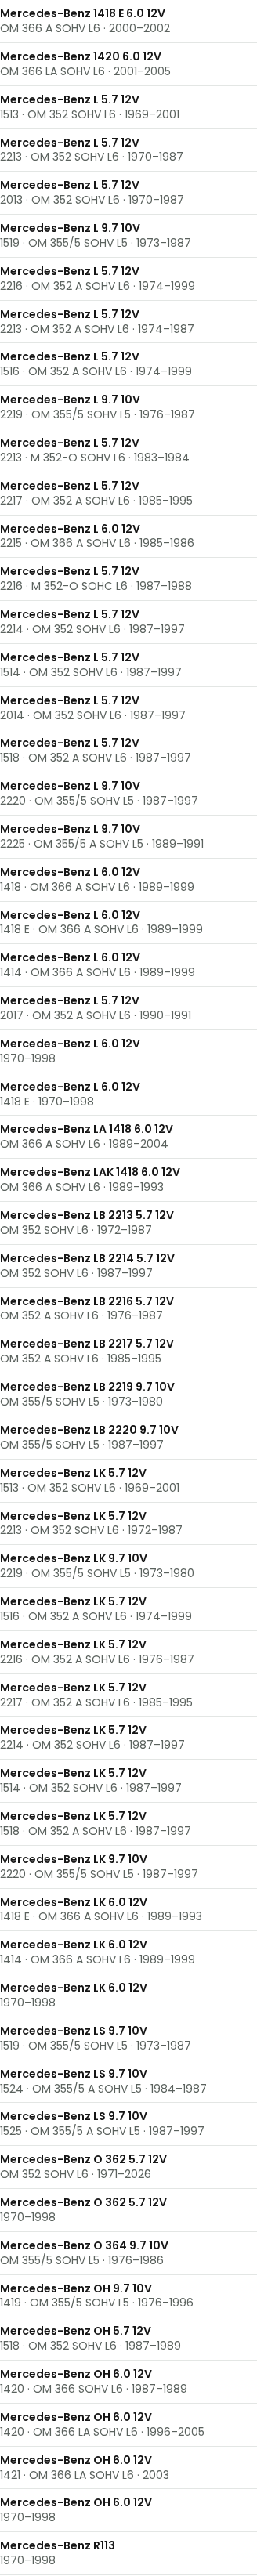 Mercedes-Benz 1418 E 6.0 12V
OM 366 A SOHV L6 · 2000–2002
Mercedes-Benz 1420 6.0 12V
OM 366 LA SOHV L6 · 2001–2005
Mercedes-Benz L 5.7 12V
1513 · OM 352 SOHV L6 · 1969–2001
Mercedes-Benz L 5.7 12V
2213 · OM 352 SOHV L6 · 1970–1987
Mercedes-Benz L 5.7 12V
2013 · OM 352 SOHV L6 · 1970–1987
Mercedes-Benz L 9.7 10V
1519 · OM 355/5 SOHV L5 · 1973–1987
Mercedes-Benz L 5.7 12V
2216 · OM 352 A SOHV L6 · 1974–1999
Mercedes-Benz L 5.7 12V
2213 · OM 352 A SOHV L6 · 1974–1987
Mercedes-Benz L 5.7 12V
1516 · OM 352 A SOHV L6 · 1974–1999
Mercedes-Benz L 9.7 10V
2219 · OM 355/5 SOHV L5 · 1976–1987
Mercedes-Benz L 5.7 12V
2213 · M 352-O SOHV L6 · 1983–1984
Mercedes-Benz L 5.7 12V
2217 · OM 352 A SOHV L6 · 1985–1995
Mercedes-Benz L 6.0 12V
2215 · OM 366 A SOHV L6 · 1985–1986
Mercedes-Benz L 5.7 12V
2216 · M 352-O SOHC L6 · 1987–1988
Mercedes-Benz L 5.7 12V
2214 · OM 352 SOHV L6 · 1987–1997
Mercedes-Benz L 5.7 12V
1514 · OM 352 SOHV L6 · 1987–1997
Mercedes-Benz L 5.7 12V
2014 · OM 352 SOHV L6 · 1987–1997
Mercedes-Benz L 5.7 12V
1518 · OM 352 A SOHV L6 · 1987–1997
Mercedes-Benz L 9.7 10V
2220 · OM 355/5 SOHV L5 · 1987–1997
Mercedes-Benz L 9.7 10V
2225 · OM 355/5 A SOHV L5 · 1989–1991
Mercedes-Benz L 6.0 12V
1418 · OM 366 A SOHV L6 · 1989–1999
Mercedes-Benz L 6.0 12V
1418 E · OM 366 A SOHV L6 · 1989–1999
Mercedes-Benz L 6.0 12V
1414 · OM 366 A SOHV L6 · 1989–1999
Mercedes-Benz L 5.7 12V
2017 · OM 352 A SOHV L6 · 1990–1991
Mercedes-Benz L 6.0 12V
1970–1998
Mercedes-Benz L 6.0 12V
1418 E · 1970–1998
Mercedes-Benz LA 1418 6.0 12V
OM 366 A SOHV L6 · 1989–2004
Mercedes-Benz LAK 1418 6.0 12V
OM 366 A SOHV L6 · 1989–1993
Mercedes-Benz LB 2213 5.7 12V
OM 352 SOHV L6 · 1972–1987
Mercedes-Benz LB 2214 5.7 12V
OM 352 SOHV L6 · 1987–1997
Mercedes-Benz LB 2216 5.7 12V
OM 352 A SOHV L6 · 1976–1987
Mercedes-Benz LB 2217 5.7 12V
OM 352 A SOHV L6 · 1985–1995
Mercedes-Benz LB 2219 9.7 10V
OM 355/5 SOHV L5 · 1973–1980
Mercedes-Benz LB 2220 9.7 10V
OM 355/5 SOHV L5 · 1987–1997
Mercedes-Benz LK 5.7 12V
1513 · OM 352 SOHV L6 · 1969–2001
Mercedes-Benz LK 5.7 12V
2213 · OM 352 SOHV L6 · 1972–1987
Mercedes-Benz LK 9.7 10V
2219 · OM 355/5 SOHV L5 · 1973–1980
Mercedes-Benz LK 5.7 12V
1516 · OM 352 A SOHV L6 · 1974–1999
Mercedes-Benz LK 5.7 12V
2216 · OM 352 A SOHV L6 · 1976–1987
Mercedes-Benz LK 5.7 12V
2217 · OM 352 A SOHV L6 · 1985–1995
Mercedes-Benz LK 5.7 12V
2214 · OM 352 SOHV L6 · 1987–1997
Mercedes-Benz LK 5.7 12V
1514 · OM 352 SOHV L6 · 1987–1997
Mercedes-Benz LK 5.7 12V
1518 · OM 352 A SOHV L6 · 1987–1997
Mercedes-Benz LK 9.7 10V
2220 · OM 355/5 SOHV L5 · 1987–1997
Mercedes-Benz LK 6.0 12V
1418 E · OM 366 A SOHV L6 · 1989–1993
Mercedes-Benz LK 6.0 12V
1414 · OM 366 A SOHV L6 · 1989–1999
Mercedes-Benz LK 6.0 12V
1970–1998
Mercedes-Benz LS 9.7 10V
1519 · OM 355/5 SOHV L5 · 1973–1987
Mercedes-Benz LS 9.7 10V
1524 · OM 355/5 A SOHV L5 · 1984–1987
Mercedes-Benz LS 9.7 10V
1525 · OM 355/5 A SOHV L5 · 1987–1997
Mercedes-Benz O 362 5.7 12V
OM 352 SOHV L6 · 1971–2026
Mercedes-Benz O 362 5.7 12V
1970–1998
Mercedes-Benz O 364 9.7 10V
OM 355/5 SOHV L5 · 1976–1986
Mercedes-Benz OH 9.7 10V
1419 · OM 355/5 SOHV L5 · 1976–1996
Mercedes-Benz OH 5.7 12V
1518 · OM 352 SOHV L6 · 1987–1989
Mercedes-Benz OH 6.0 12V
1420 · OM 366 SOHV L6 · 1987–1989
Mercedes-Benz OH 6.0 12V
1420 · OM 366 LA SOHV L6 · 1996–2005
Mercedes-Benz OH 6.0 12V
1421 · OM 366 LA SOHV L6 · 2003
Mercedes-Benz OH 6.0 12V
1970–1998
Mercedes-Benz R113
1970–1998